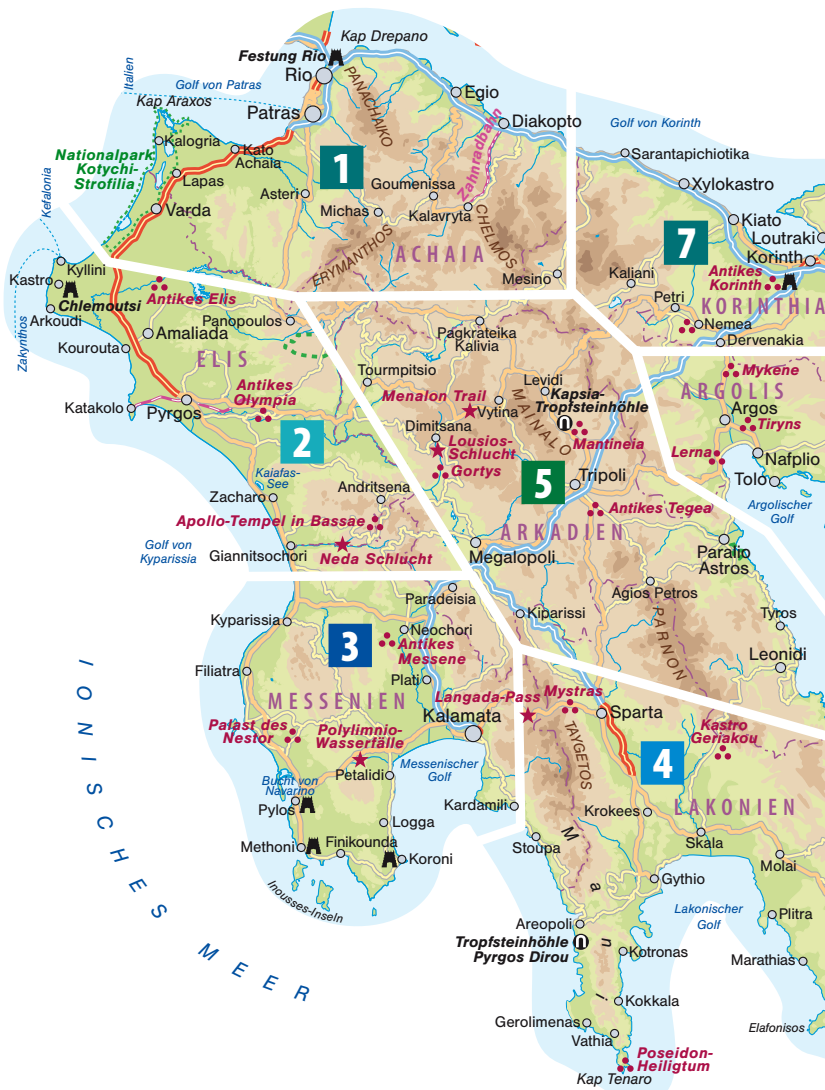 Kap Drepano
Festung Rio
Rio
Italien
Golf von Patras
PANACHAIKO
Egio
Kap Araxos
Patras
Diakopto
Golf von Korinth
Kalogria
Nationalpark
Kotychi-
Strofilia
Kato
Achaia
Zahnradbahn
Sarantapichiotika
Lapas
1
Goumenissa
Xylokastro
Asteri
Varda
Michas
Kalavryta
Kiato
Kefalonia
CHELMOS
7
Loutraki
ERYMANTHOS
ACHAIA
Korinth
Kyllini
Mesino
Kaliani
Antikes
Korinth
Kastro
Chlemoutsi
Antikes Elis
Petri
KORINTHIA
Arkoudi
Panopoulos
Pagkrateika
Kalivia
Nemea
Zakynthos
Amaliada
Dervenakia
Kourouta
ELIS
Tourmpitsio
Levidi
Mykene
ARGOLIS
Antikes
Olympia
Menalon Trail
MAINALO
Kapsia-
Tropfsteinhöhle
Katakolo
Pyrgos
Vytina
Argos
Tiryns
Dimitsana
Mantineia
2
Lousios-
Schlucht
Lerna
Nafplio
Kaiafas-
See
Gortys
5
Tripoli
Tolo
Zacharo
Andritsena
Argolischer
Golf
Apollo-Tempel in Bassae
Antikes Tegea
ARKADIEN
Golf von
Kyparissia
Giannitsochori
Neda Schlucht
Megalopoli
Paralio
Astros
Paradeisia
Agios Petros
Kyparissia
Kiparissi
Tyros
3
Neochori
Antikes
Messene
PARNON
Leonidi
IONISCHES MEER
Filiatra
Plati
MESSENIEN
Langada-Pass
Mystras
Palast des
Nestor
Polylimnio-
Wasserfälle
Kalamata
Sparta
Kastro
Geriakou
TAYGETOS
4
Bucht von
Navarino
Petalidi
Messenischer
Golf
Pylos
Kardamili
Krokees
LAKONIEN
Logga
Mani
Methoni
Finikounda
Koroni
Stoupa
Skala
Molai
Inousses-Inseln
Gythio
Areopoli
Lakonischer
Golf
Plitra
Tropfsteinhöhle
Pyrgos Dirou
Kotronas
Marathias
Kokkala
Gerolimenas
Vathia
Elafonisos
Poseidon-
Heiligtum
Kap Tenaro